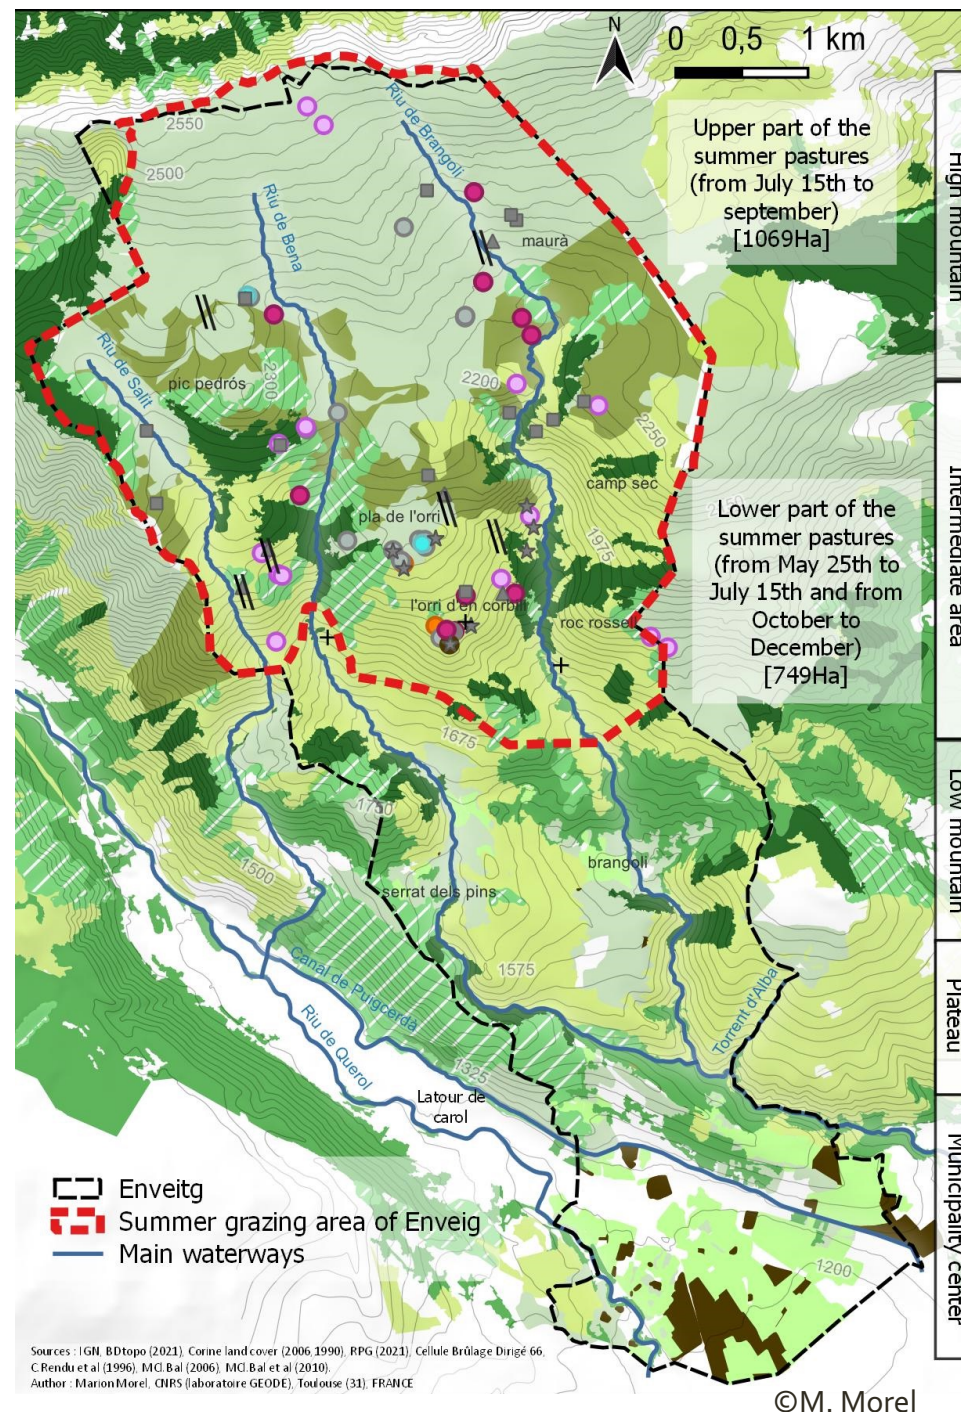 N
0 0,5 1 km
Upper part of the
summer pastures
(from July 15th to
september)
[1069Ha]
High mountain
Riu de Brangoli
2550
2500
Riu de Bena
maurà
Riu de Salit
pic pedrós
2300
2200
2250
Intermediate area
camp sec
pla de l'orri
1975
Lower part of the
summer pastures
(from May 25th to
July 15th and from
October to
December)
[749Ha]
l'orri d'en corbill
roc rosseil
1675
1750
Low mountain
1500
brangoli
serrat dels pins
1575
Canal de Puigcerda
Riu de Querol
Torrent d'Alba
Plateau
1325
Latour de
carol
Municipality center
1200
Enveitg
Summer grazing area of Enveig
Main waterways
Sources : IGN, BDtopo (2021), Corine land cover (2006,1990), RPG (2021), Cellule Brûlage Dirigé 66,
C.Rendu et al (1996), MCl.Bal (2006), MCl.Bal et al (2010).
Author : Marion Morel, CNRS (laboratoire GEODE), Toulouse (31), FRANCE
©M. Morel